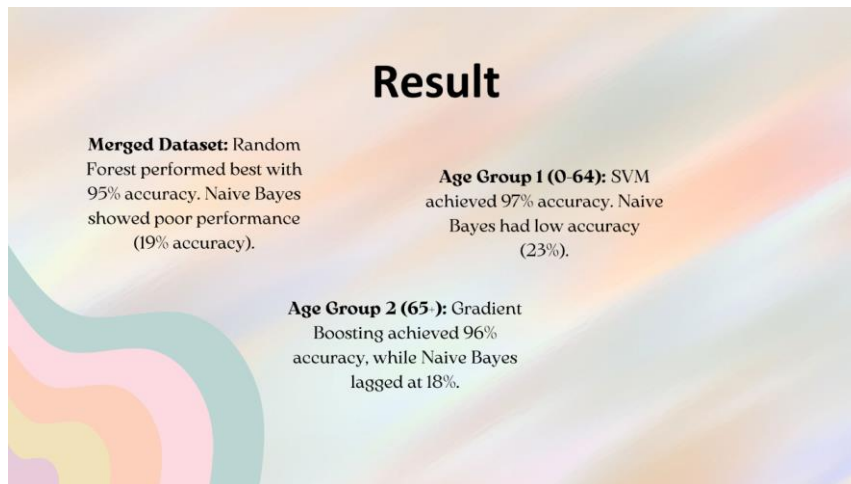 Result
Merged Dataset: Random
Forest performed best with
95% accuracy. Naive Bayes
showed poor performance
(19% accuracy).
Age Group 1 (0-64): SVM
achieved 97% accuracy. Naive
Bayes had low accuracy
(23%).
Age Group 2 (65+): Gradient
Boosting achieved 96%
accuracy, while Naive Bayes
lagged at 18%.